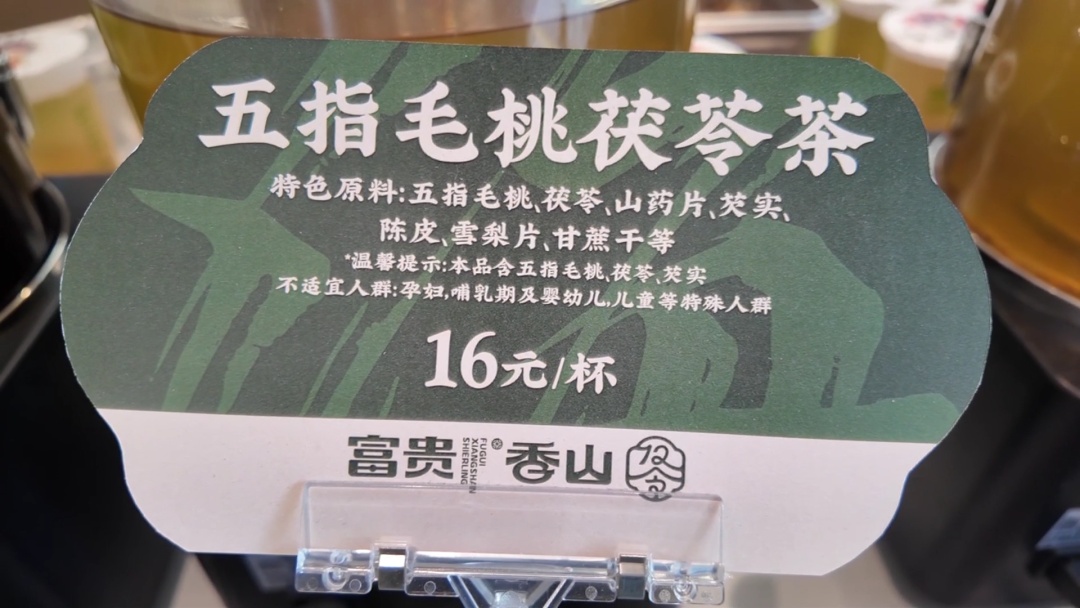 五指毛桃茯苓茶
特色原料:五指毛桃、茯苓、山药片、芡实、
陈皮、雪梨片、甘蔗干等
*温馨提示:本品含五指毛桃、茯苓、芡实
不适宜人群:孕妇,哺乳期及婴幼儿,儿童等特殊人群
16元/杯
富贵 FUGUI XIANGSHAN SHIERLING 香山